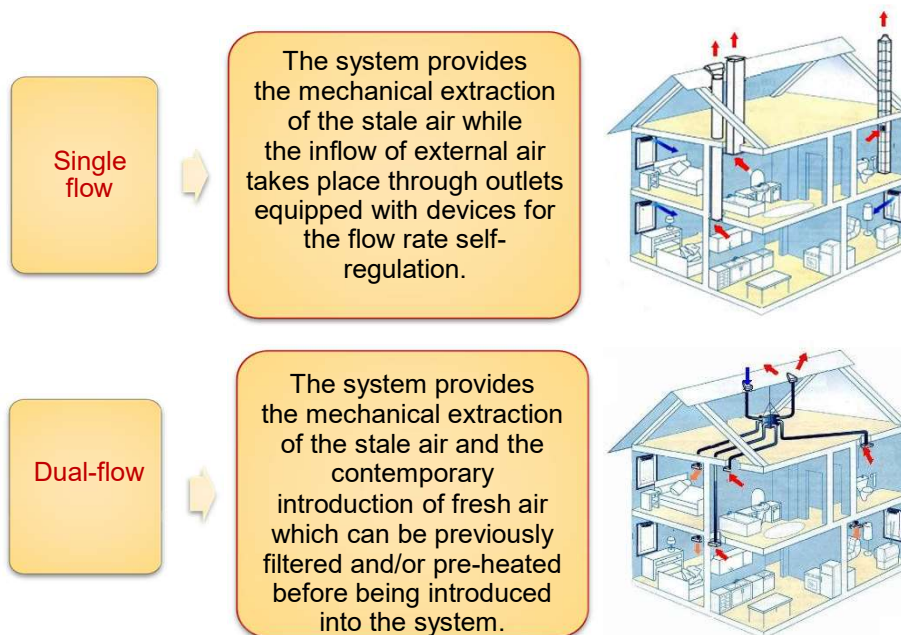 Single
flow
The system provides
the mechanical extraction
of the stale air while
the inflow of external air
takes place through outlets
equipped with devices for
the flow rate self-
regulation.
Dual-flow
The system provides
the mechanical extraction
of the stale air and the
contemporary
introduction of fresh air
which can be previously
filtered and/or pre-heated
before being introduced
into the system.